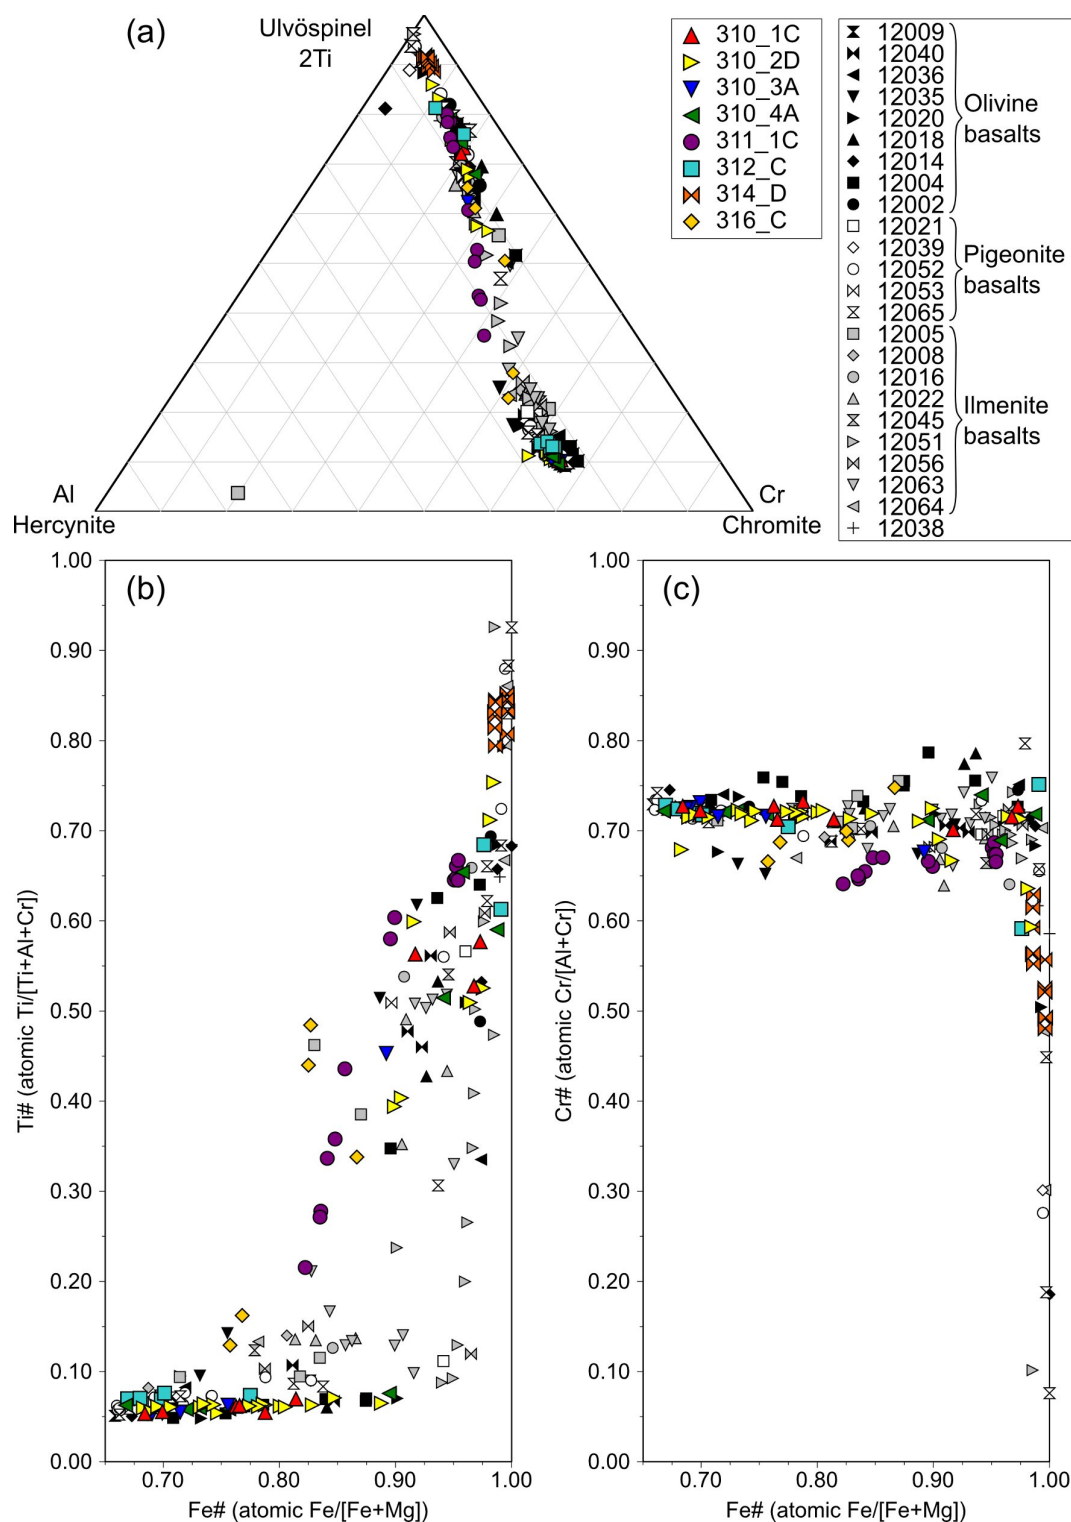 (a)
Ulvöspinel
2Ti
Al
Hercynite
Cr
Chromite
310_1C
310_2D
310_3A
310_4A
311_1C
312_C
314_D
316_C
12009
12040
12036
12035
12020
12018
12014
12004
12002
Olivine
basalts
12021
12039
12052
12053
12065
Pigeonite
basalts
12005
12008
12016
12022
12045
12051
12056
12063
12064
Ilmenite
basalts
12038
(b)
1.00
0.90
0.80
0.70
0.60
0.50
0.40
0.30
0.20
0.10
0.00
Ti# (atomic Ti/[Ti+Al+Cr])
0.70 0.80 0.90 1.00
Fe# (atomic Fe/[Fe+Mg])
(c)
1.00
0.90
0.80
0.70
0.60
0.50
0.40
0.30
0.20
0.10
0.00
Cr# (atomic Cr/[Al+Cr])
0.70 0.80 0.90 1.00
Fe# (atomic Fe/[Fe+Mg])